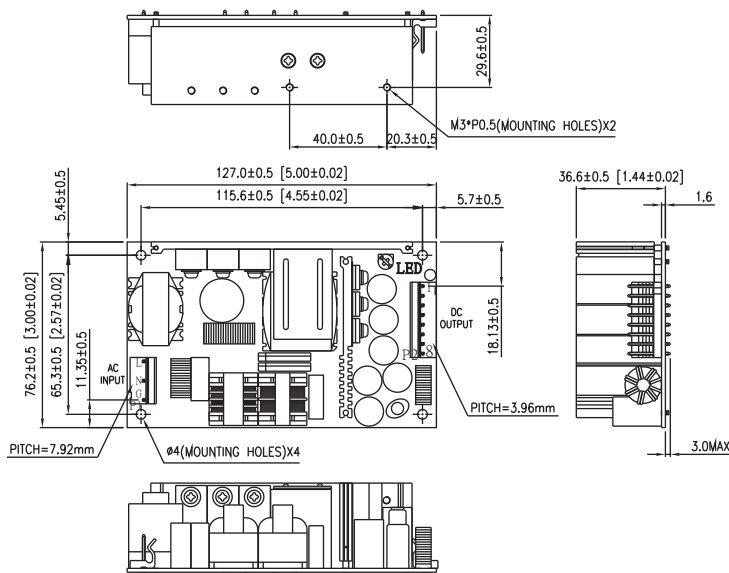 29.6±0.5
M3*P0.5(MOUNTING HOLES)X2
40.0±0.5
20.3±0.5
127.0±0.5 [5.00±0.02]
115.6±0.5 [4.55±0.02]
5.7±0.5
5.45±0.5
36.6±0.5 [1.44±0.02]
1.6
LED
1
76.2±0.5 [3.00±0.02]
65.3±0.5 [2.57±0.02]
11.35±0.5
18.13±0.5
DC
OUTPUT
AC
INPUT
L
N
G
P2
8
PITCH=3.96mm
PITCH=7.92mm
ø4(MOUNTING HOLES)X4
3.0MAX